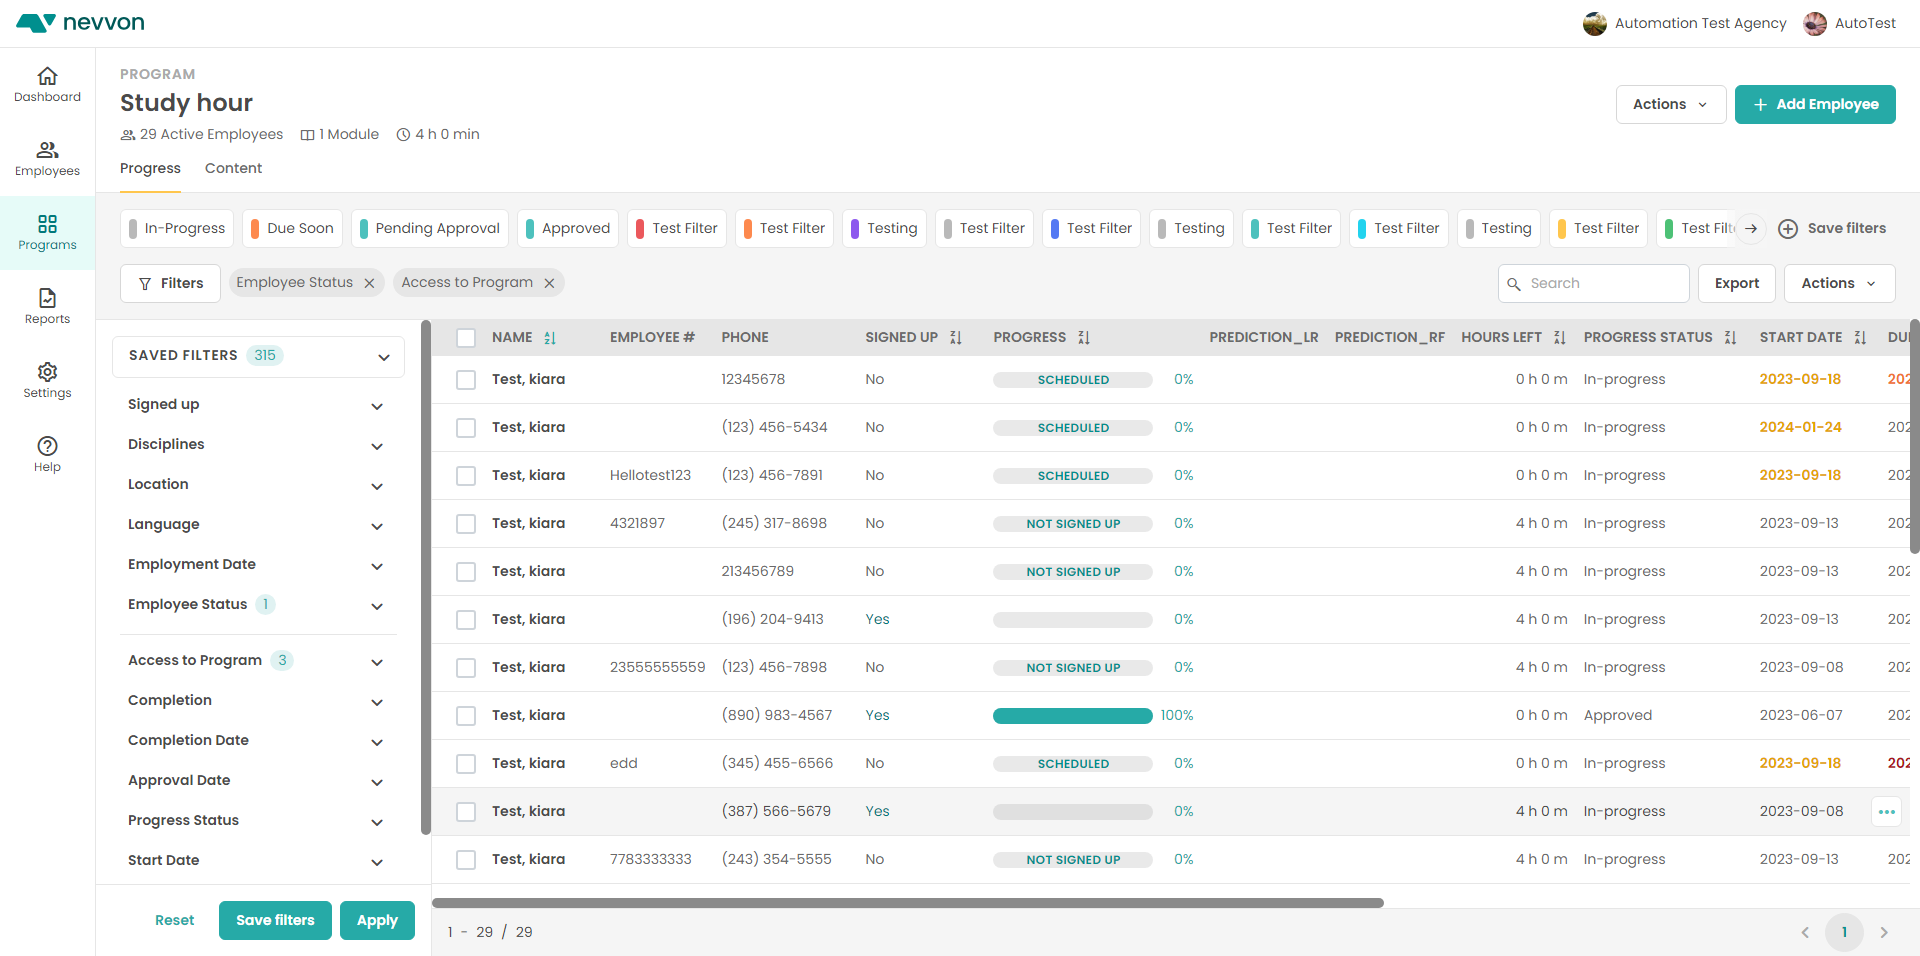 nevvon
Automation Test Agency
AutoTest
Dashboard
Employees
Programs
Reports
Settings
Help
PROGRAM
Study hour
29 Active Employees 1 Module 4 h 0 min
Actions
Add Employee
Progress Content
In-Progress Due Soon Pending Approval Approved Test Filter Test Filter Testing Test Filter Test Filter Testing Test Filter Test Filter Testing Test Filter Test Save filters
Filters Employee Status Access to Program Search Export Actions
SAVED FILTERS 315
Signed up
Disciplines
Location
Language
Employment Date
Employee Status 1
Access to Program 3
Completion
Completion Date
Approval Date
Progress Status
Start Date
Reset Save filters Apply
NAME EMPLOYEE # PHONE SIGNED UP PROGRESS PREDICTION_LR PREDICTION_RF HOURS LEFT PROGRESS STATUS START DATE
Test, kiara 12345678 No SCHEDULED 0% 0 h 0 m In-progress 2023-09-18
Test, kiara (123) 456-5434 No SCHEDULED 0% 0 h 0 m In-progress 2024-01-24
Test, kiara Hellotest123 (123) 456-7891 No SCHEDULED 0% 0 h 0 m In-progress 2023-09-18
Test, kiara 4321897 (245) 317-8698 No NOT SIGNED UP 0% 4 h 0 m In-progress 2023-09-13
Test, kiara 213456789 No NOT SIGNED UP 0% 4 h 0 m In-progress 2023-09-13
Test, kiara (196) 204-9413 Yes 0% 4 h 0 m In-progress 2023-09-13
Test, kiara 23555555559 (123) 456-7898 No NOT SIGNED UP 0% 4 h 0 m In-progress 2023-09-08
Test, kiara (890) 983-4567 Yes 100% 0 h 0 m Approved 2023-06-07
Test, kiara edd (345) 455-6566 No SCHEDULED 0% 0 h 0 m In-progress 2023-09-18
Test, kiara (387) 566-5679 Yes 0% 4 h 0 m In-progress 2023-09-08
Test, kiara 7783333333 (243) 354-5555 No NOT SIGNED UP 0% 4 h 0 m In-progress 2023-09-13
1 - 29 / 29
1